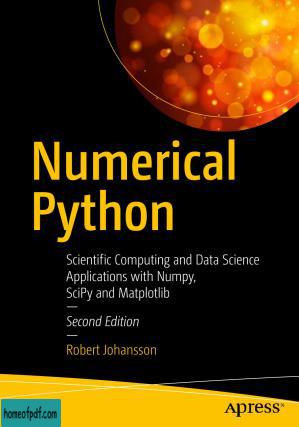 Numerical
Python
Scientific Computing and Data Science
Applications with Numpy,
SciPy and Matplotlib
—
Second Edition
—
Robert Johansson
homeofpdf.com
Apress®